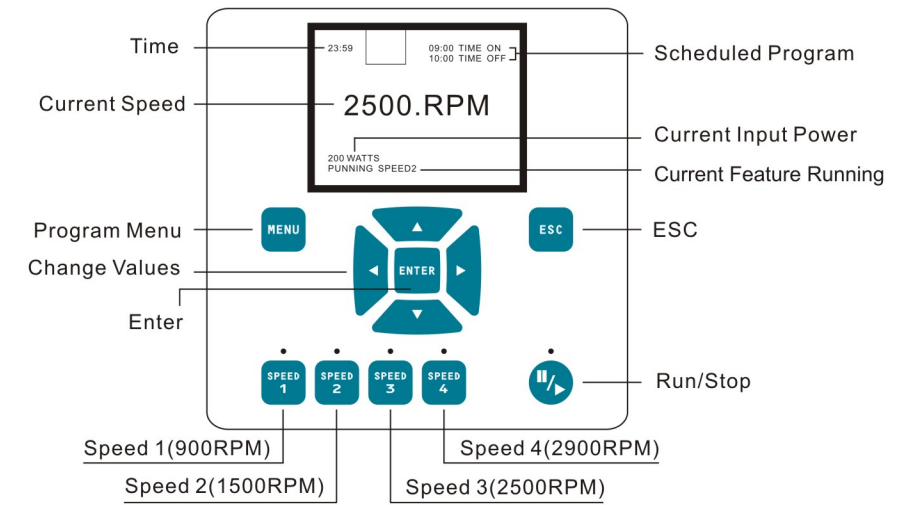 Time
23:59
09:00 TIME ON
10:00 TIME OFF
Scheduled Program
Current Speed
2500.RPM
Current Input Power
200 WATTS
PUNNING SPEED2
Current Feature Running
Program Menu
MENU
ESC
ESC
Change Values
ENTER
Enter
SPEED
1
SPEED
2
SPEED
3
SPEED
4
Run/Stop
Speed 1(900RPM)
Speed 4(2900RPM)
Speed 2(1500RPM)
Speed 3(2500RPM)